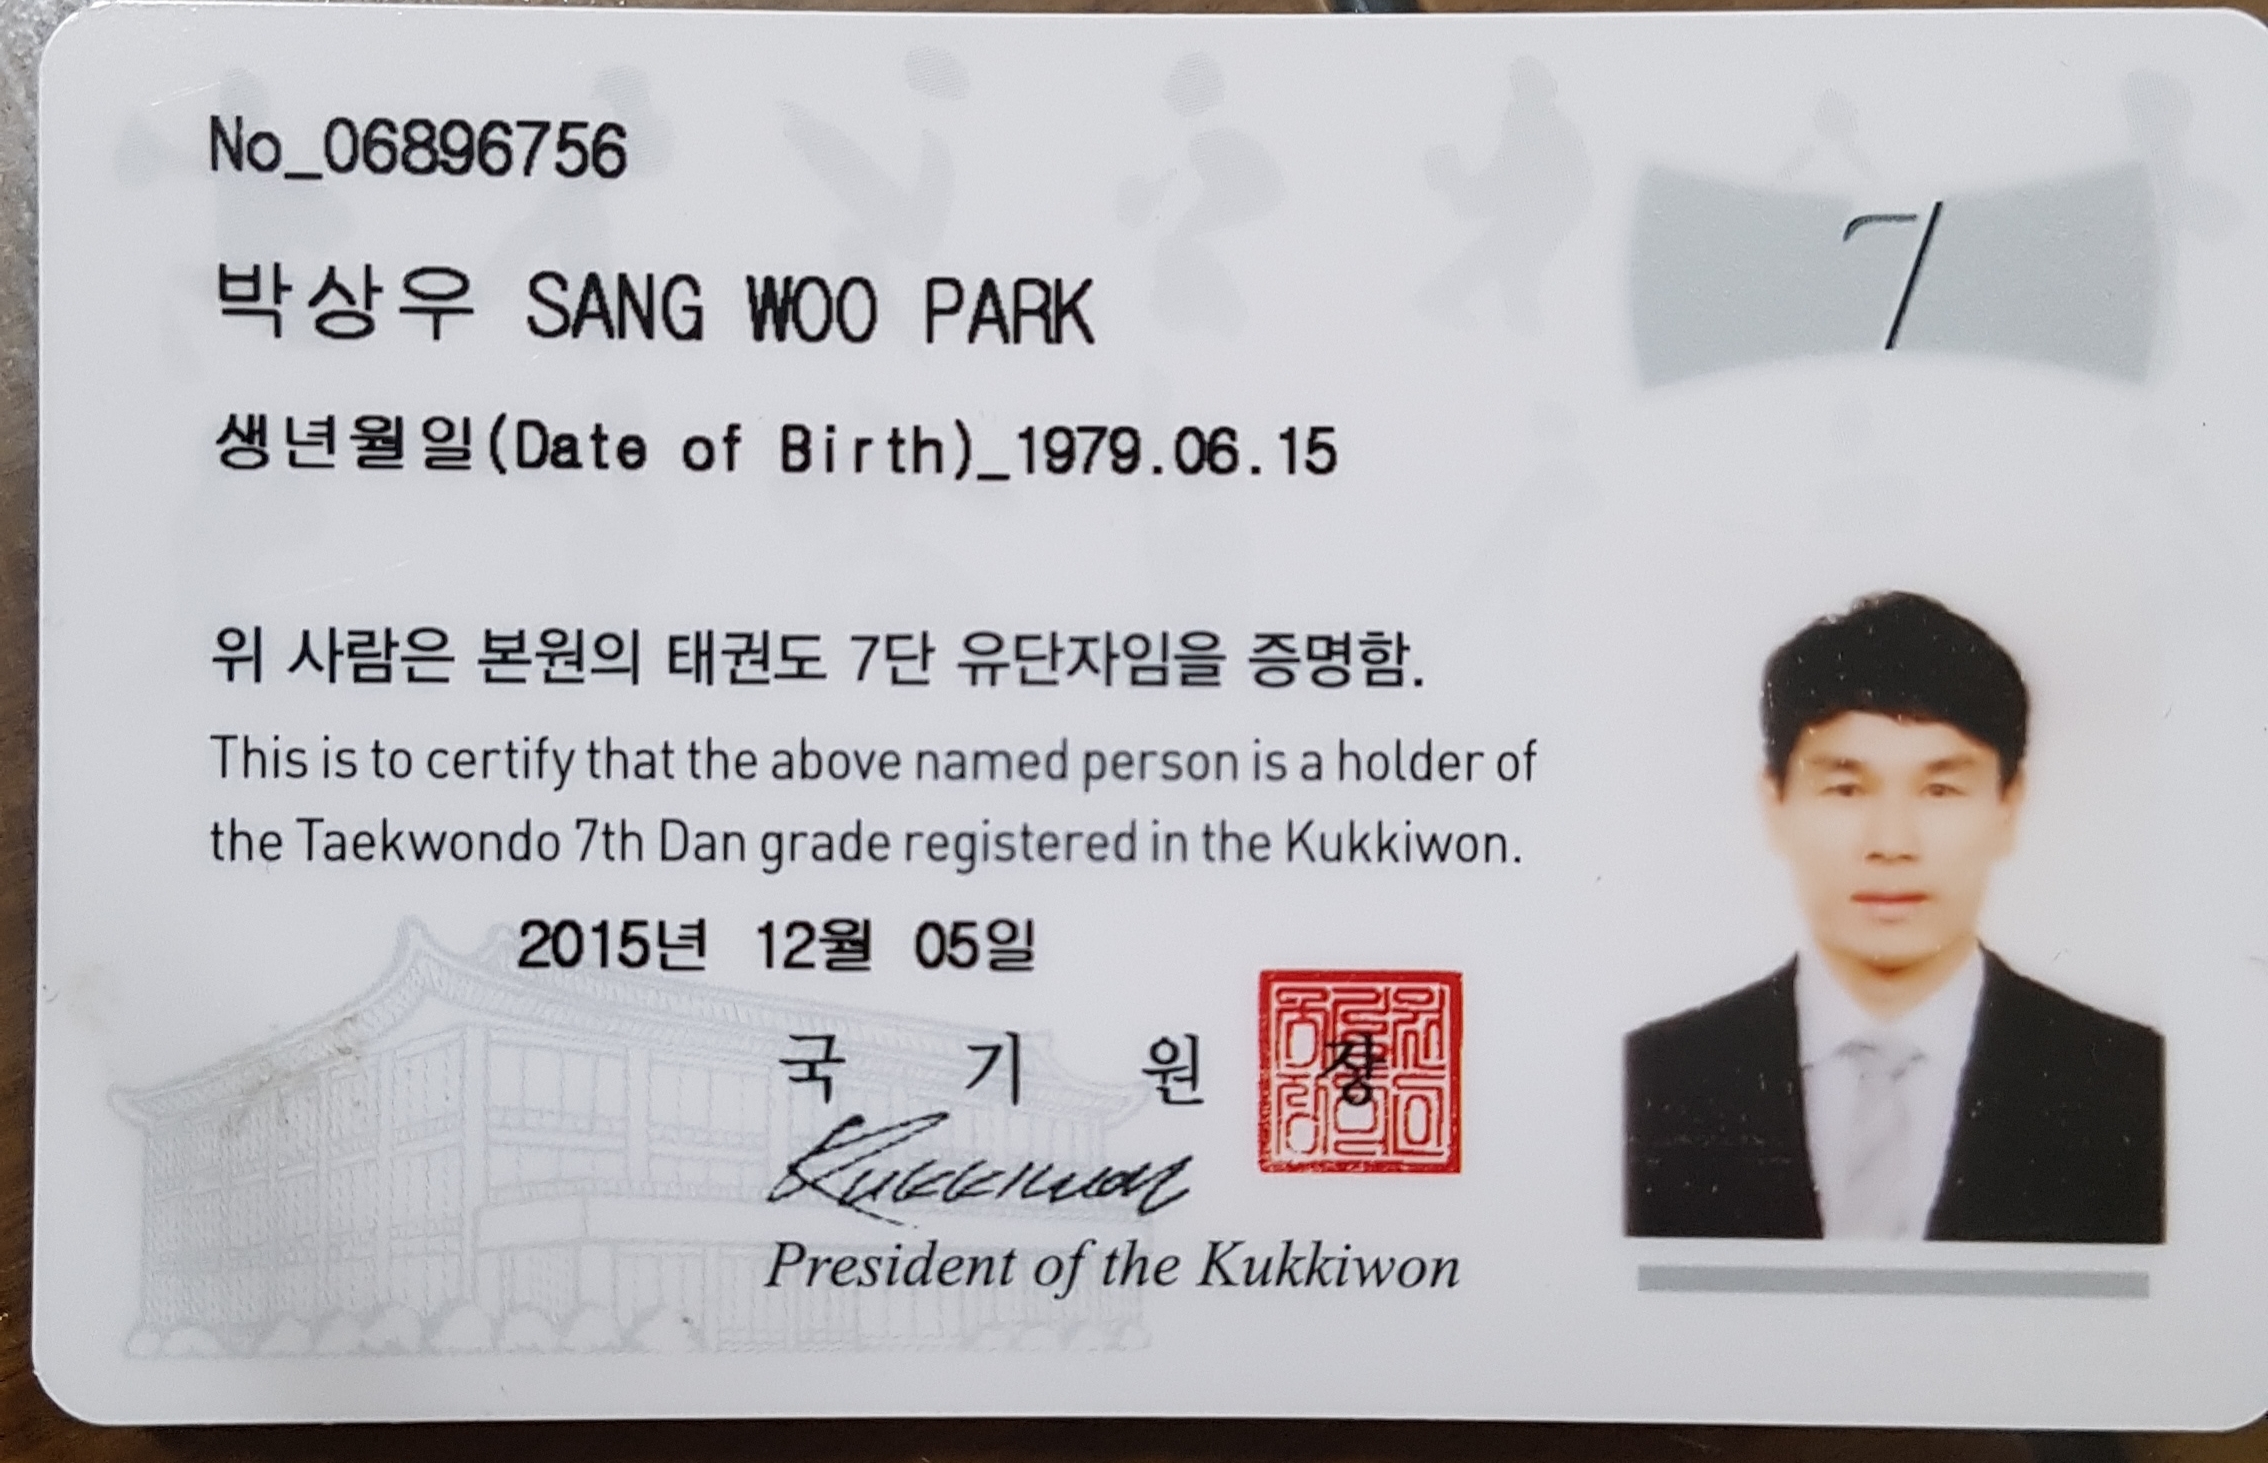 No_06896756
7
박상우 SANG WOO PARK
생년월일(Date of Birth)_1979.06.15
위 사람은 본원의 태권도 7단 유단자임을 증명함.
This is to certify that the above named person is a holder of
the Taekwondo 7th Dan grade registered in the Kukkiwon.
2015년 12월 05일
국 기 원 장
Kukkiwon
President of the Kukkiwon